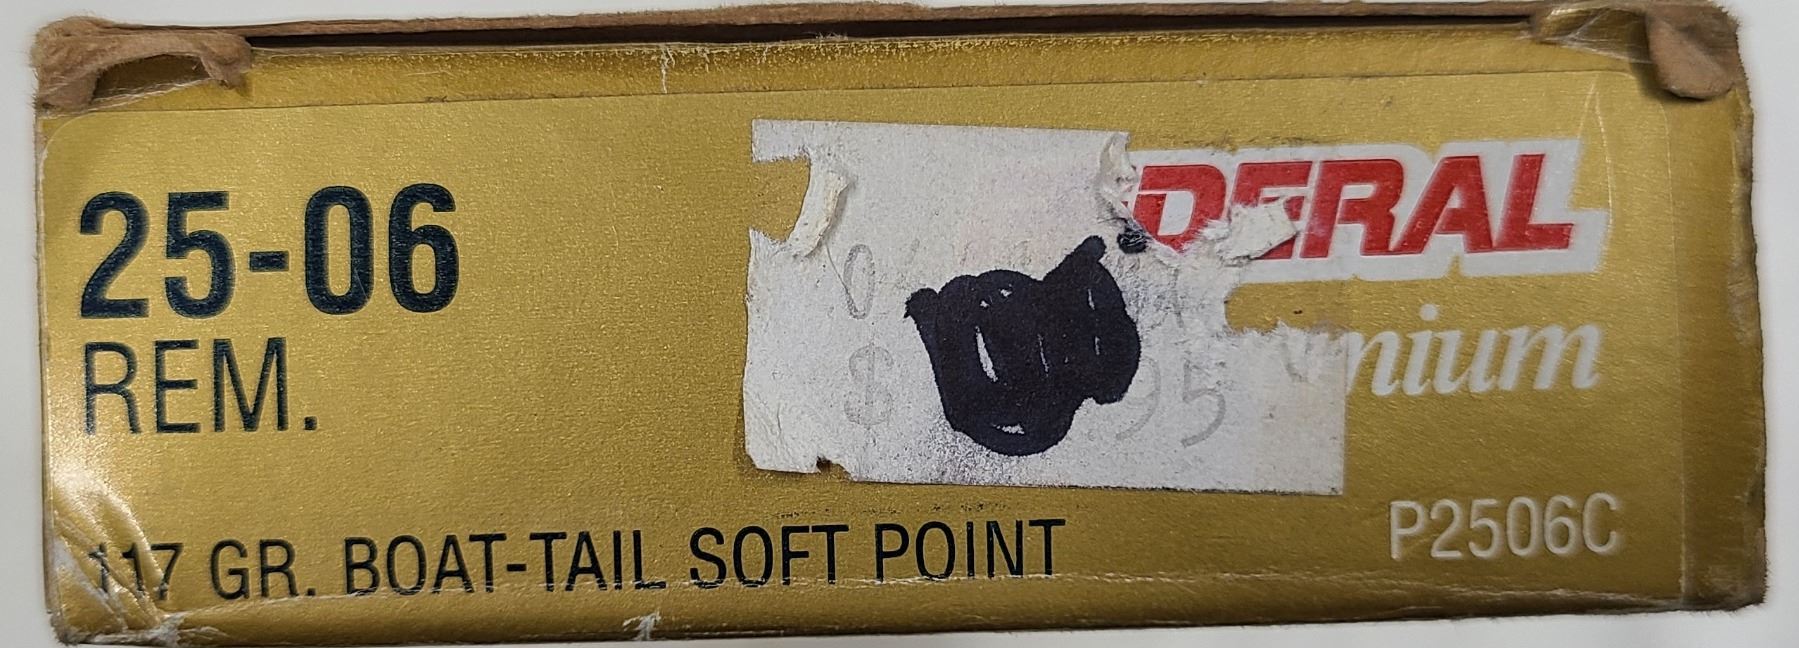 25-06
REM.
DERAL
mium
$ .95
117 GR. BOAT-TAIL SOFT POINT
P2506C